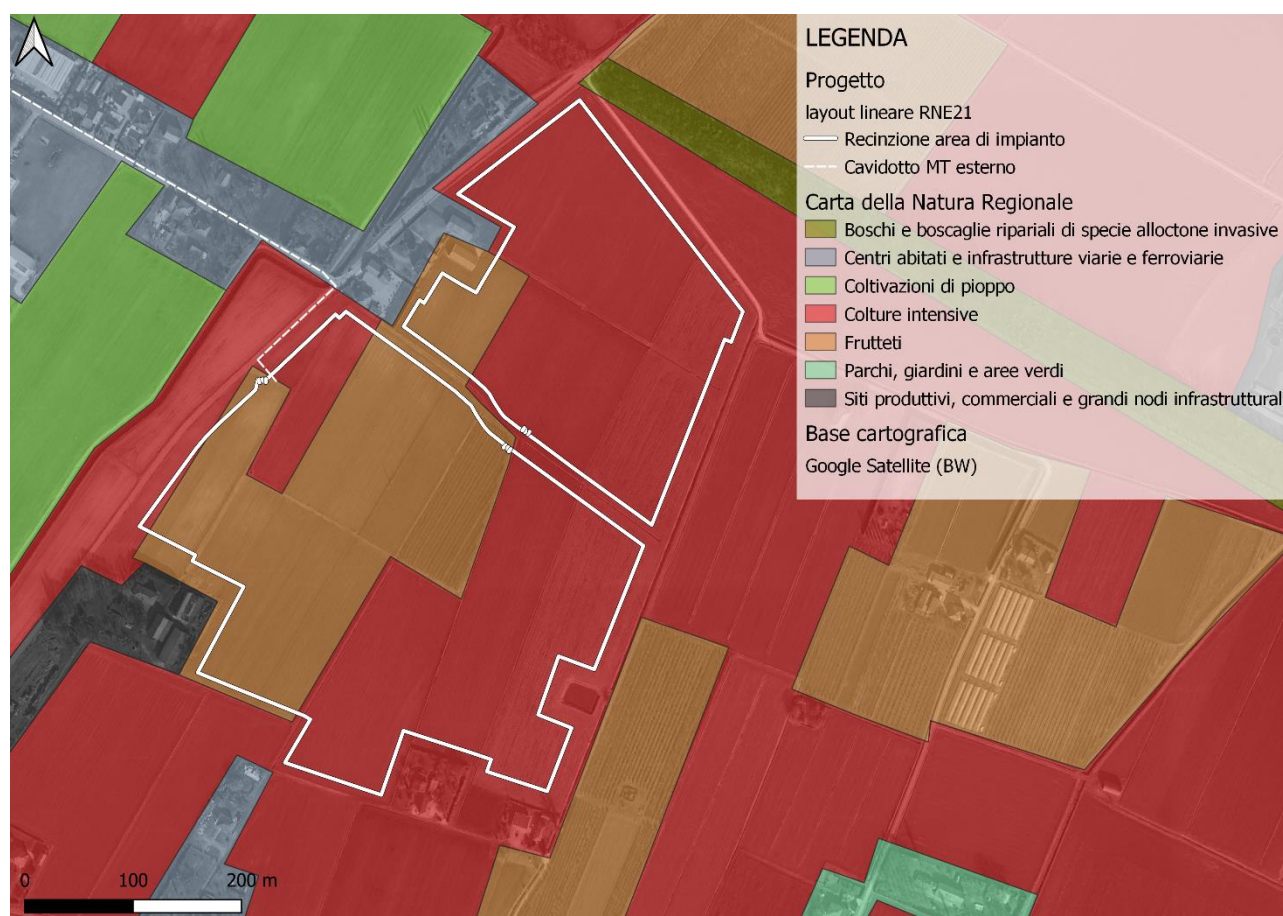 LEGENDA
Progetto
layout lineare RNE21
Recinzione area di impianto
Cavidotto MT esterno
Carta della Natura Regionale
Boschi e boscaglie ripariali di specie alloctone invasive
Centri abitati e infrastrutture viarie e ferroviarie
Coltivazioni di pioppo
Colture intensive
Frutteti
Parchi, giardini e aree verdi
Siti produttivi, commerciali e grandi nodi infrastruttural
Base cartografica
Google Satellite (BW)
0 100 200 m